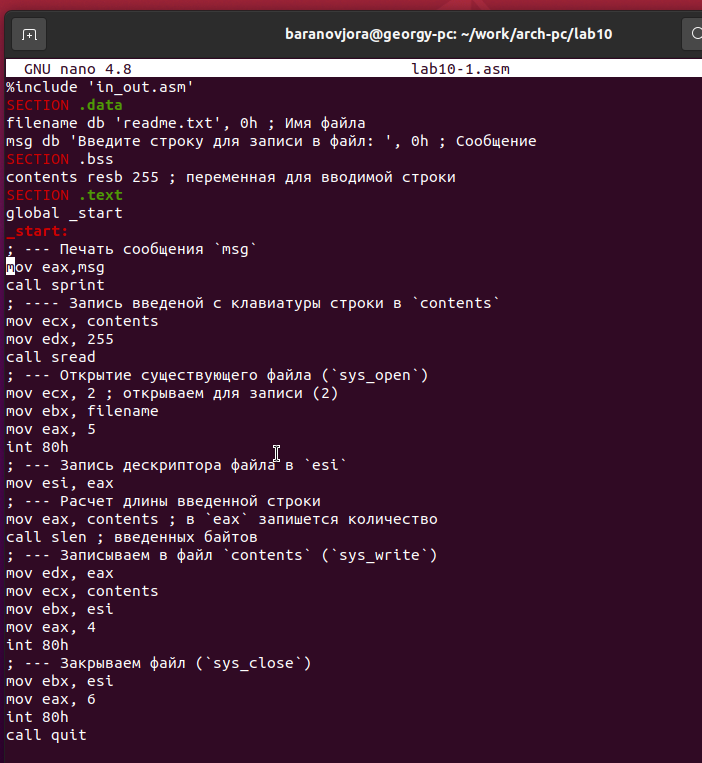 baranovjora@georgy-pc: ~/work/arch-pc/lab10
GNU nano 4.8 lab10-1.asm
%include 'in_out.asm'
SECTION .data
filename db 'readme.txt', 0h ; Имя файла
msg db 'Введите строку для записи в файл: ', 0h ; Сообщение
SECTION .bss
contents resb 255 ; переменная для вводимой строки
SECTION .text
global _start
_start:
; --- Печать сообщения `msg`
mov eax,msg
call sprint
; ---- Запись введеной с клавиатуры строки в `contents`
mov ecx, contents
mov edx, 255
call sread
; --- Открытие существующего файла (`sys_open`)
mov ecx, 2 ; открываем для записи (2)
mov ebx, filename
mov eax, 5
int 80h
; --- Запись дескриптора файла в `esi`
mov esi, eax
; --- Расчет длины введенной строки
mov eax, contents ; в `eax` запишется количество
call slen ; введенных байтов
; --- Записываем в файл `contents` (`sys_write`)
mov edx, eax
mov ecx, contents
mov ebx, esi
mov eax, 4
int 80h
; --- Закрываем файл (`sys_close`)
mov ebx, esi
mov eax, 6
int 80h
call quit